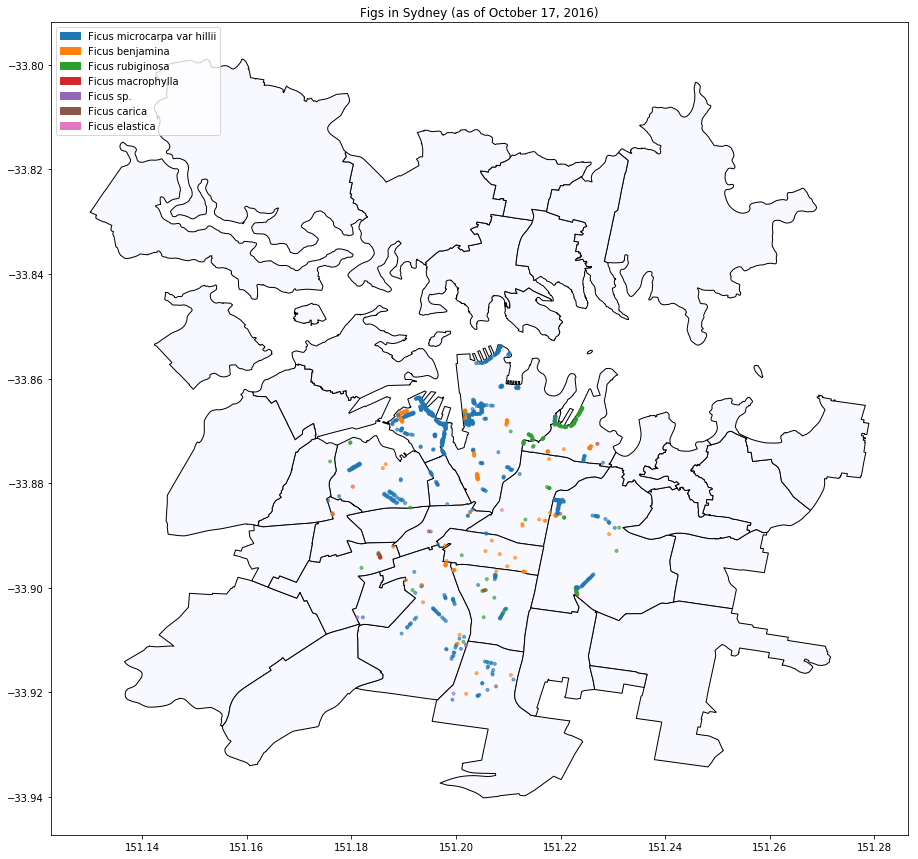 Figs in Sydney (as of October 17, 2016)
Ficus microcarpa var hillii
Ficus benjamina
Ficus rubiginosa
Ficus macrophylla
Ficus sp.
Ficus carica
Ficus elastica
−33.80
−33.82
−33.84
−33.86
−33.88
−33.90
−33.92
−33.94
151.14 151.16 151.18 151.20 151.22 151.24 151.26 151.28